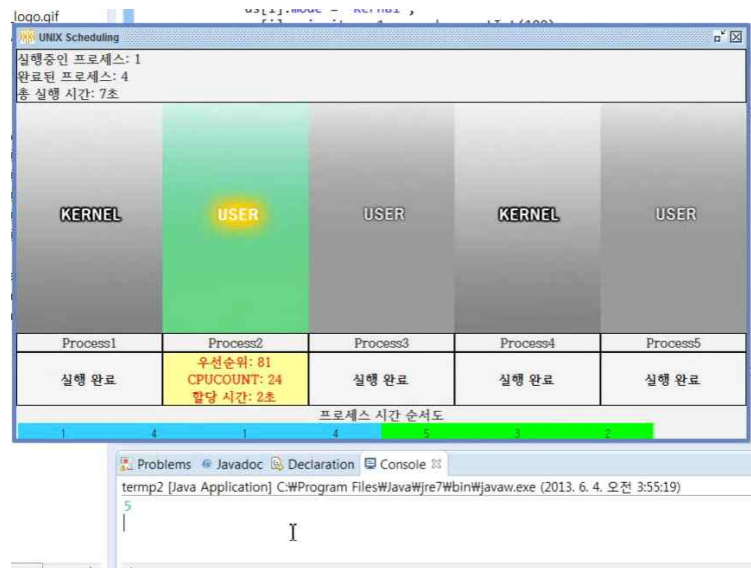 logo.gif
UNIX Scheduling
실행중인 프로세스: 1
완료된 프로세스: 4
총 실행 시간: 7초
KERNEL USER USER KERNEL USER
Process1 Process2 Process3 Process4 Process5
우선순위: 81
실행 완료 CPUCOUNT: 24 실행 완료 실행 완료 실행 완료
할당 시간: 2초
프로세스 시간 순서도
1 4 1 4 5 3 2
Problems @ Javadoc Declaration Console
termp2 [Java Application] C:₩Program Files₩Java₩jre7₩bin₩javaw.exe (2013. 6. 4. 오전 3:55:19)
5